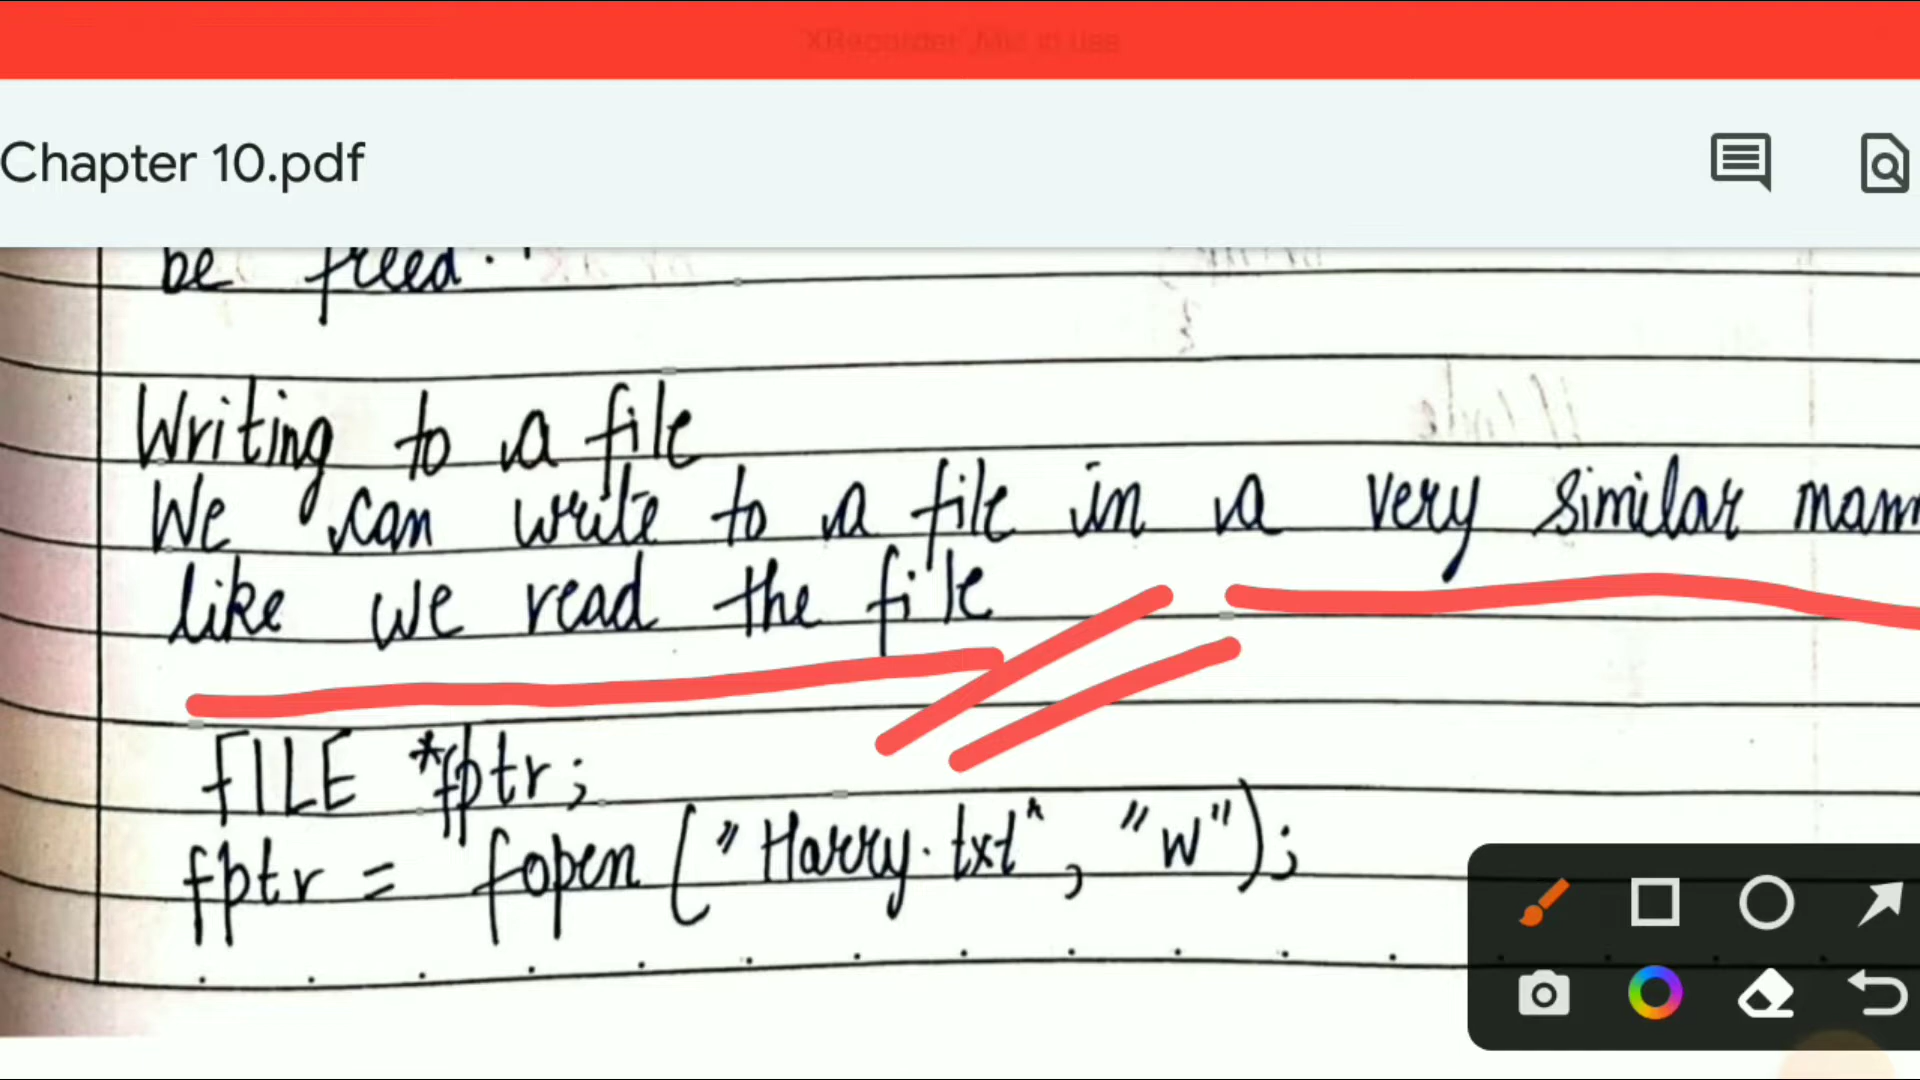 Chapter 10.pdf
be freed.
Writing to a file
We can write to a file in a very similar
like we read the file
FILE *fptr;
fptr = fopen ("Harry.txt", "w");